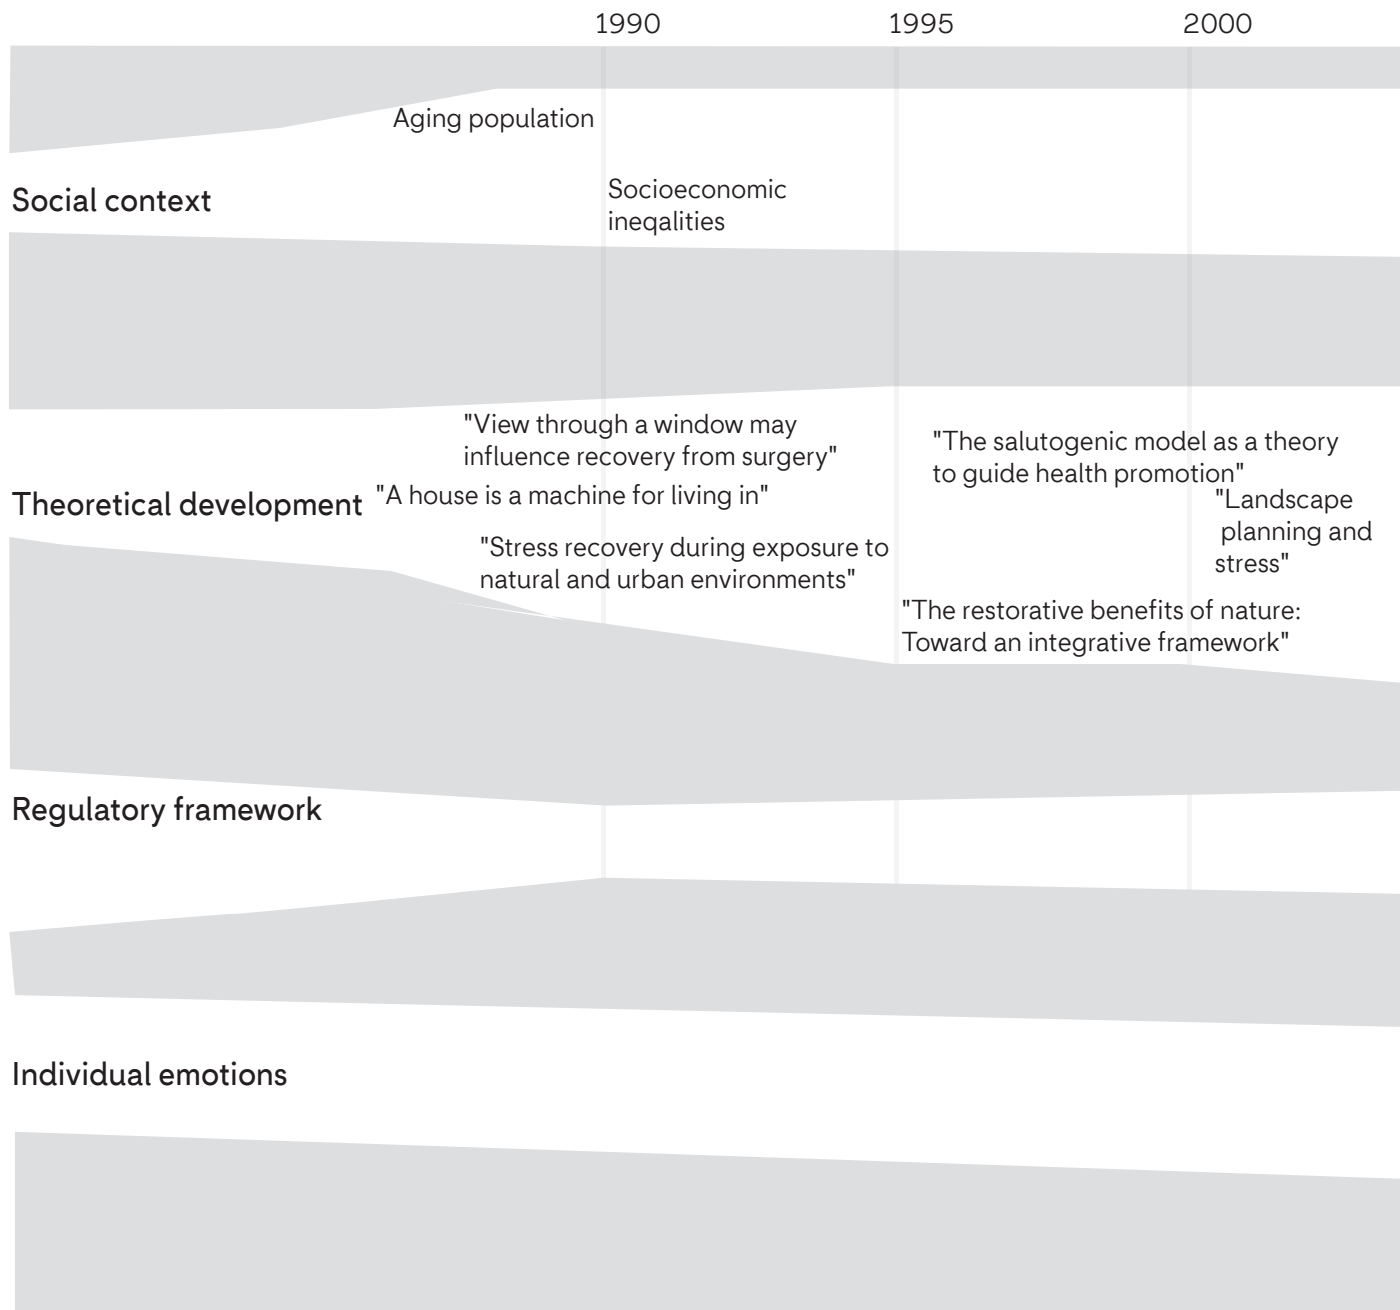 1990 1995 2000
Aging population
Social context
Socioeconomic
ineqalities
"View through a window may
influence recovery from surgery"
"The salutogenic model as a theory
to guide health promotion"
Theoretical development
"A house is a machine for living in"
"Landscape
planning and
stress"
"Stress recovery during exposure to
natural and urban environments"
"The restorative benefits of nature:
Toward an integrative framework"
Regulatory framework
Individual emotions